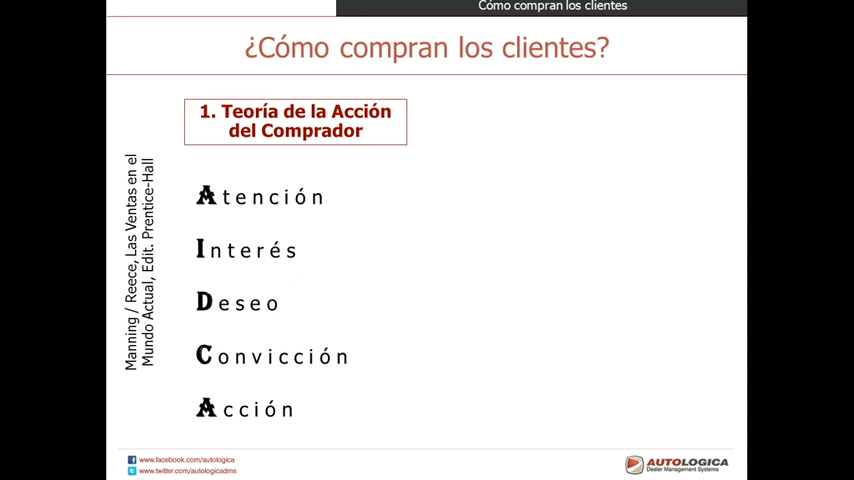 Cómo compran los clientes
¿Cómo compran los clientes?
1. Teoría de la Acción
del Comprador
Manning / Reece, Las Ventas en el
Mundo Actual, Edit. Prentice-Hall
Atención
Interés
Deseo
Convicción
Acción
www.facebook.com/autologica
www.twitter.com/autologicadms
AUTOLOGICA
Dealer Management Systems